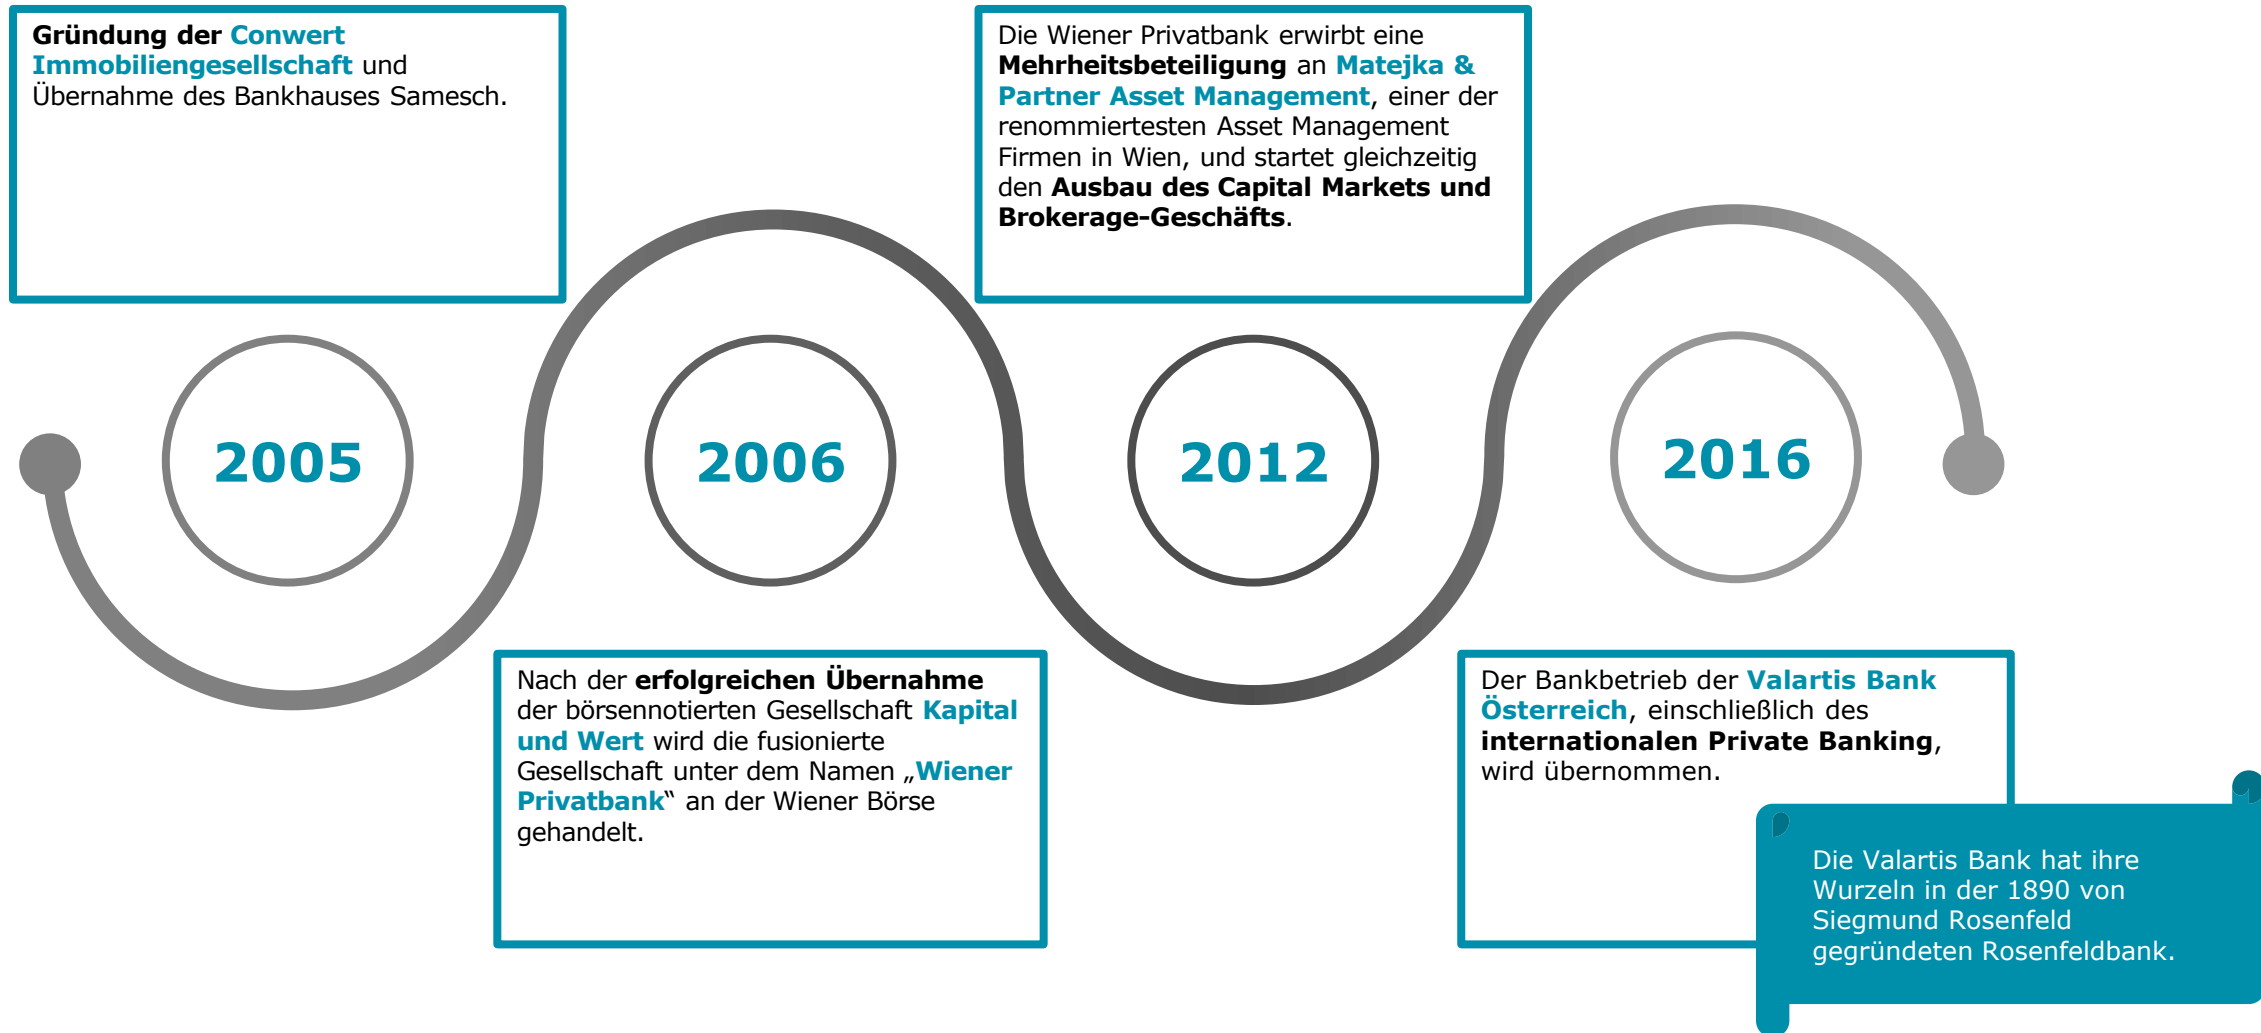 Gründung der Conwert
Immobiliengesellschaft und
Übernahme des Bankhauses Samesch.
2005
Nach der erfolgreichen Übernahme
der börsennotierten Gesellschaft Kapital
und Wert wird die fusionierte
Gesellschaft unter dem Namen „Wiener
Privatbank“ an der Wiener Börse
gehandelt.
2006
Die Wiener Privatbank erwirbt eine
Mehrheitsbeteiligung an Matejka &
Partner Asset Management, einer der
renommiertesten Asset Management
Firmen in Wien, und startet gleichzeitig
den Ausbau des Capital Markets und
Brokerage-Geschäfts.
2012
2016
Der Bankbetrieb der Valartis Bank
Österreich, einschließlich des
internationalen Private Banking,
wird übernommen.
Die Valartis Bank hat ihre
Wurzeln in der 1890 von
Siegmund Rosenfeld
gegründeten Rosenfeldbank.